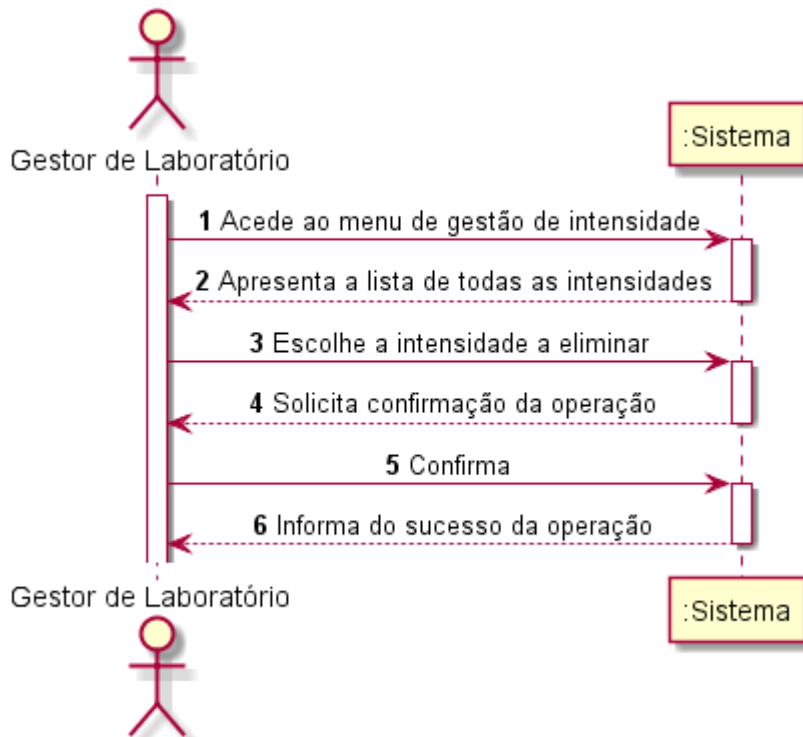 Gestor de Laboratório
:Sistema
1 Acede ao menu de gestão de intensidade
2 Apresenta a lista de todas as intensidades
3 Escolhe a intensidade a eliminar
4 Solicita confirmação da operação
5 Confirma
6 Informa do sucesso da operação
Gestor de Laboratório
:Sistema